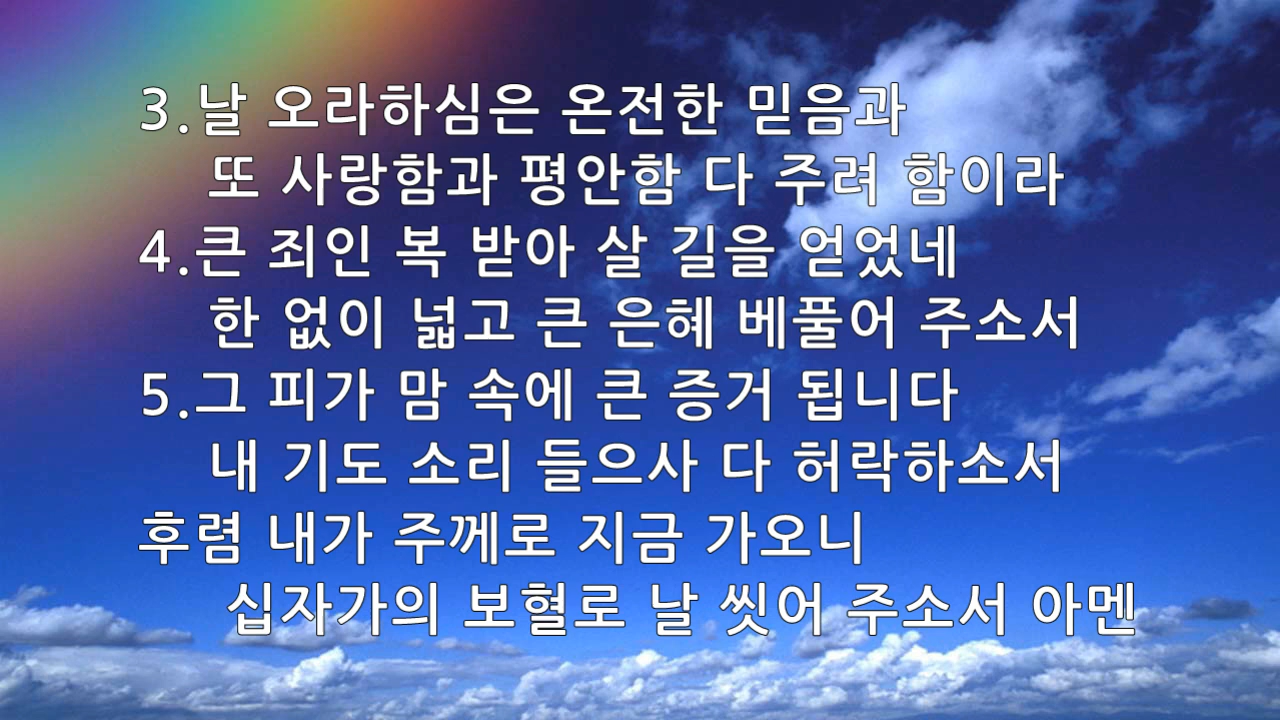 3.날 오라하심은 온전한 믿음과
또 사랑함과 평안함 다 주려 함이라
4.큰 죄인 복 받아 살 길을 얻었네
한 없이 넓고 큰 은혜 베풀어 주소서
5.그 피가 맘 속에 큰 증거 됩니다
내 기도 소리 들으사 다 허락하소서
후렴 내가 주께로 지금 가오니
십자가의 보혈로 날 씻어 주소서 아멘